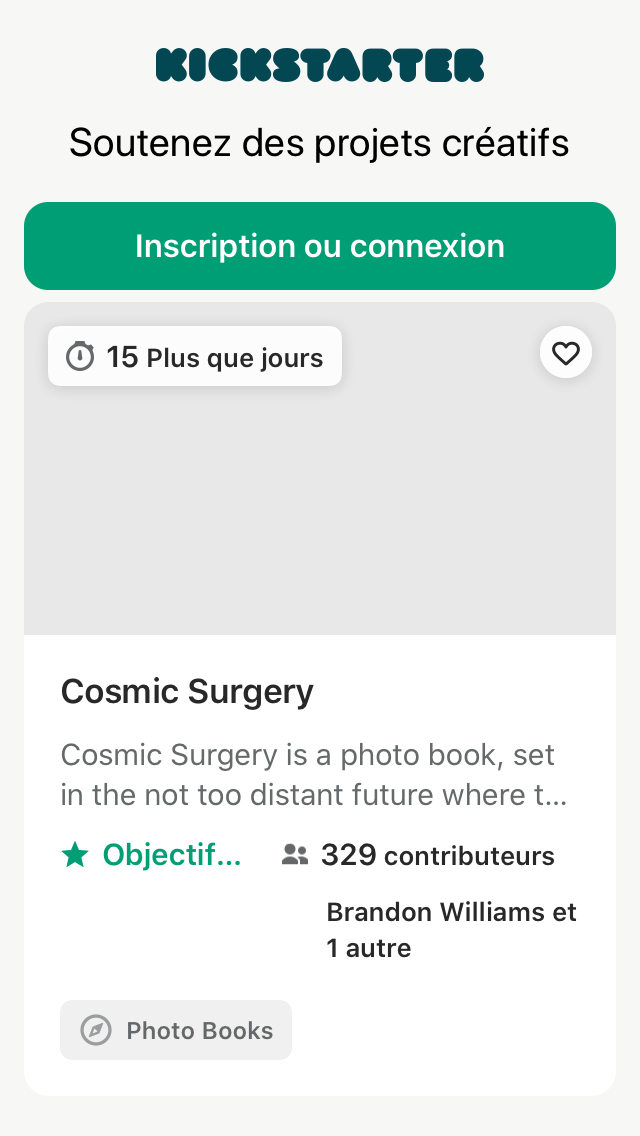 KICKSTARTER
Soutenez des projets créatifs
Inscription ou connexion
15 Plus que jours
Cosmic Surgery
Cosmic Surgery is a photo book, set
in the not too distant future where t...
Objectif...
329 contributeurs
Brandon Williams et
1 autre
Photo Books